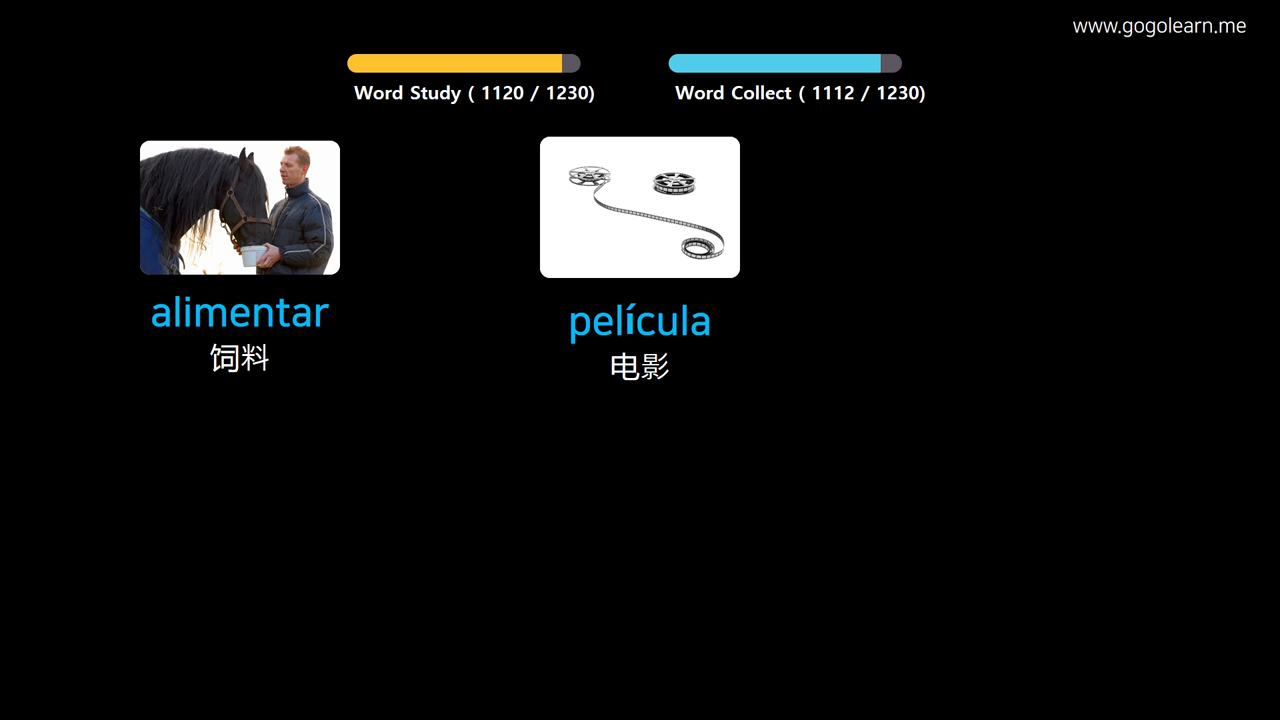 www.gogolearn.me
Word Study ( 1120 / 1230)
Word Collect ( 1112 / 1230)
alimentar
饲料
película
电影